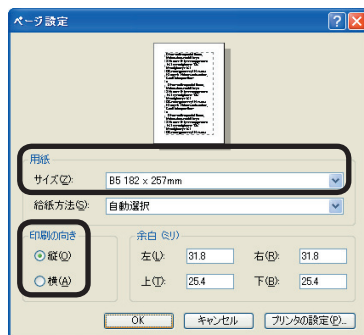 ページ設定
用紙
サイズ(Z): B5 182 x 257mm
給紙方法(S): 自動選択
印刷の向き
縦(O)
横(A)
余白 (ミリ)
左(L): 31.8 右(R): 31.8
上(T): 25.4 下(B): 25.4
OK キャンセル プリンタの設定(P)...